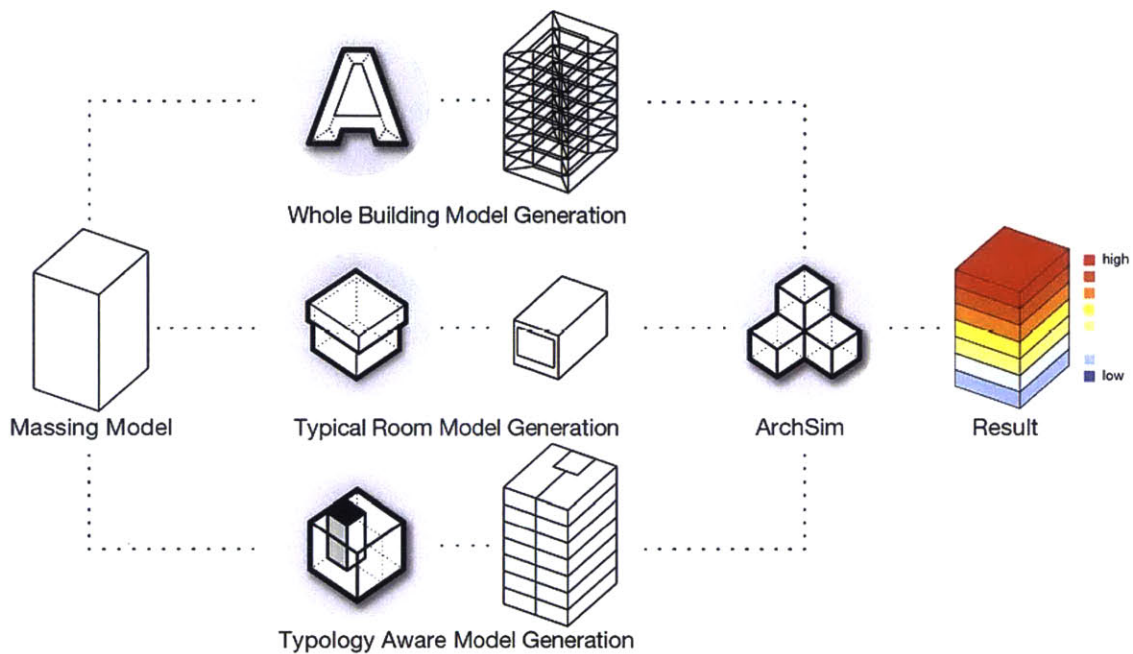 Whole Building Model Generation
high
low
Massing Model
Typical Room Model Generation
ArchSim
Result
Typology Aware Model Generation